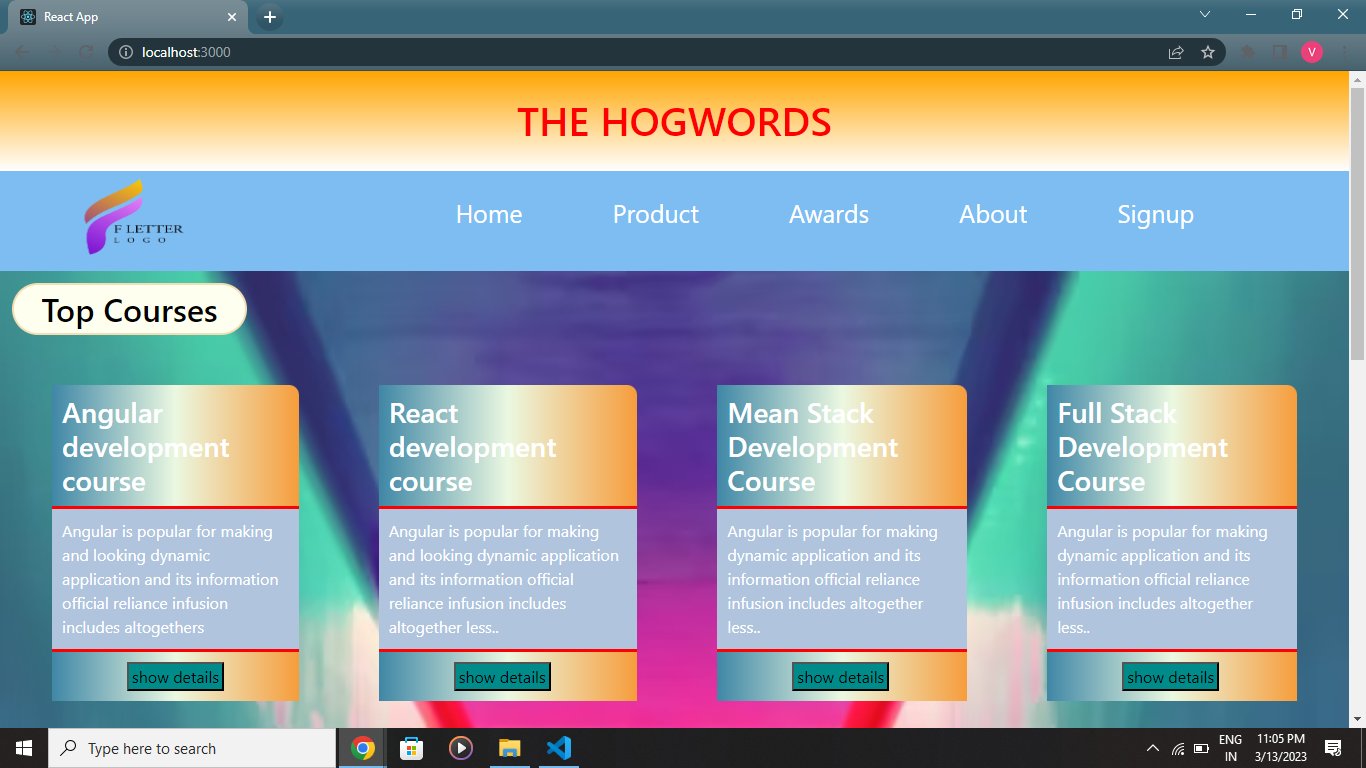 React App
localhost:3000
V
THE HOGWORDS
F LETTER
LOGO
Home Product Awards About Signup
Top Courses
Angular
development
course
Angular is popular for making
and looking dynamic
application and its information
official reliance infusion
includes altogethers
show details
React
development
course
Angular is popular for making
and looking dynamic application
and its information official
reliance infusion includes
altogether less..
show details
Mean Stack
Development
Course
Angular is popular for making
dynamic application and its
information official reliance
infusion includes altogether
less..
show details
Full Stack
Development
Course
Angular is popular for making
dynamic application and its
information official reliance
infusion includes altogether
less..
show details
Type here to search
ENG
IN
11:05 PM
3/13/2023